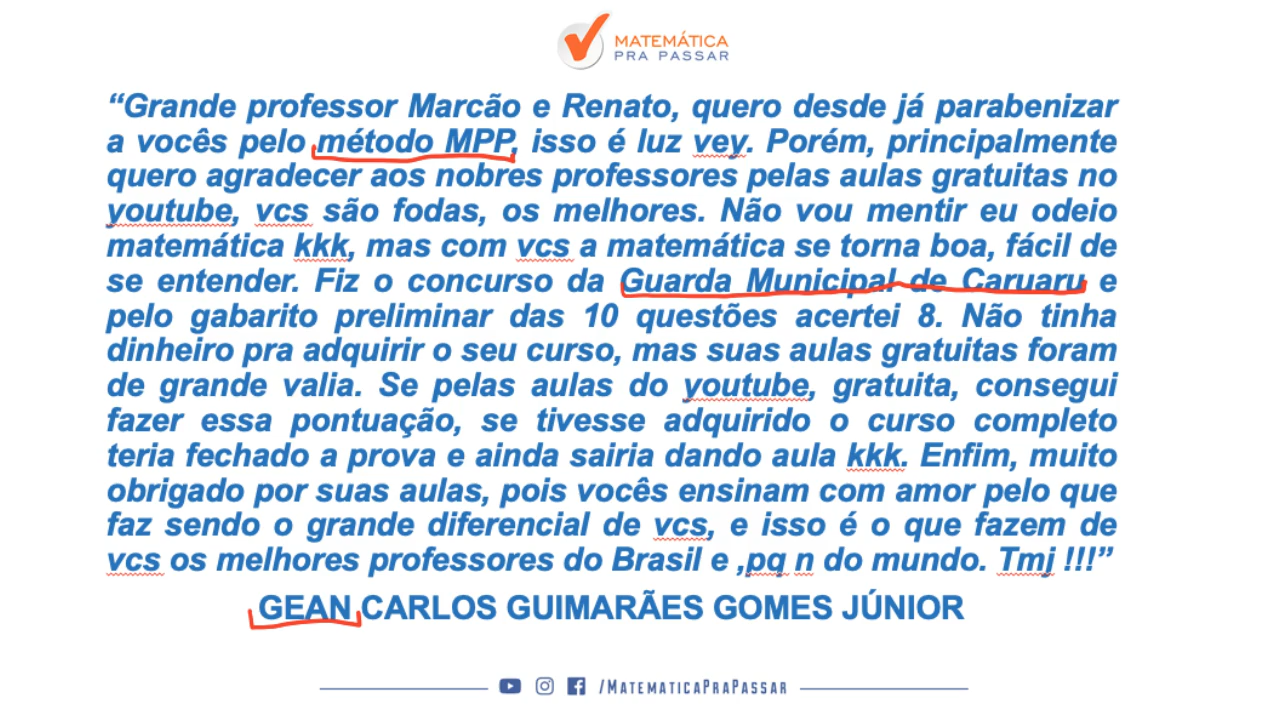 MATEMÁTICA
PRA PASSAR
“Grande professor Marcão e Renato, quero desde já parabenizar
a vocês pelo método MPP, isso é luz vey. Porém, principalmente
quero agradecer aos nobres professores pelas aulas gratuitas no
youtube, vcs são fodas, os melhores. Não vou mentir eu odeio
matemática kkk, mas com vcs a matemática se torna boa, fácil de
se entender. Fiz o concurso da Guarda Municipal de Caruaru e
pelo gabarito preliminar das 10 questões acertei 8. Não tinha
dinheiro pra adquirir o seu curso, mas suas aulas gratuitas foram
de grande valia. Se pelas aulas do youtube, gratuita, consegui
fazer essa pontuação, se tivesse adquirido o curso completo
teria fechado a prova e ainda sairia dando aula kkk. Enfim, muito
obrigado por suas aulas, pois vocês ensinam com amor pelo que
faz sendo o grande diferencial de vcs, e isso é o que fazem de
vcs os melhores professores do Brasil e ,pq n do mundo. Tmj !!!”
GEAN CARLOS GUIMARÃES GOMES JÚNIOR
/MATEMATICAPRAPASSAR